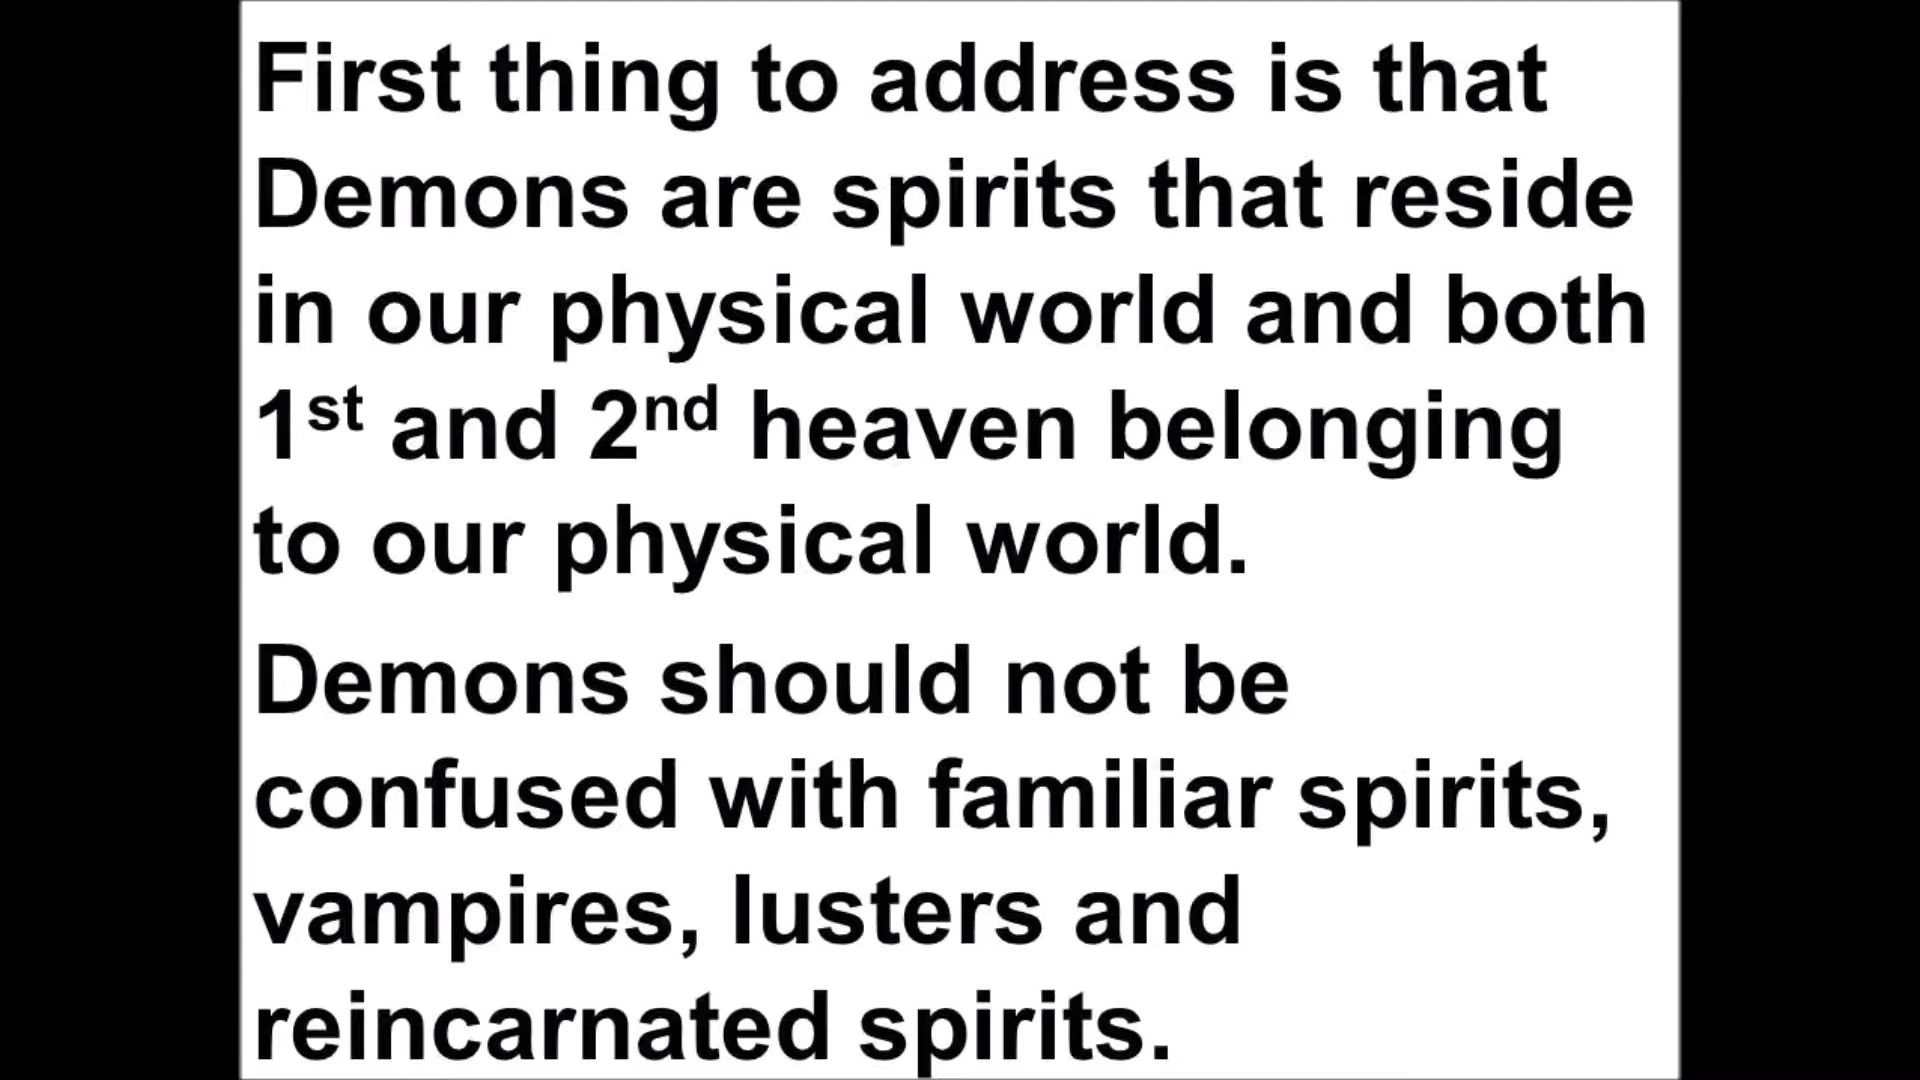 First thing to address is that
Demons are spirits that reside
in our physical world and both
1st and 2nd heaven belonging
to our physical world.
Demons should not be
confused with familiar spirits,
vampires, lusters and
reincarnated spirits.